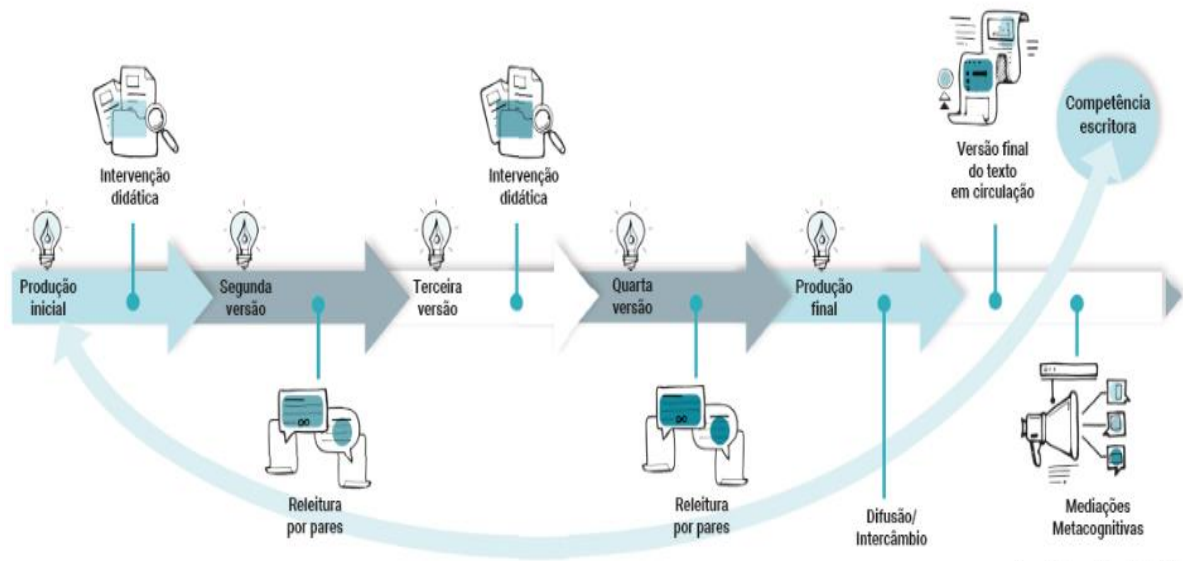 Intervenção
didática
Intervenção
didática
Versão final
do texto
em circulação
Competência
escritora
Produção
inicial
Segunda
versão
Terceira
versão
Quarta
versão
Produção
final
Releitura
por pares
Releitura
por pares
Difusão/
Intercâmbio
Mediações
Metacognitivas